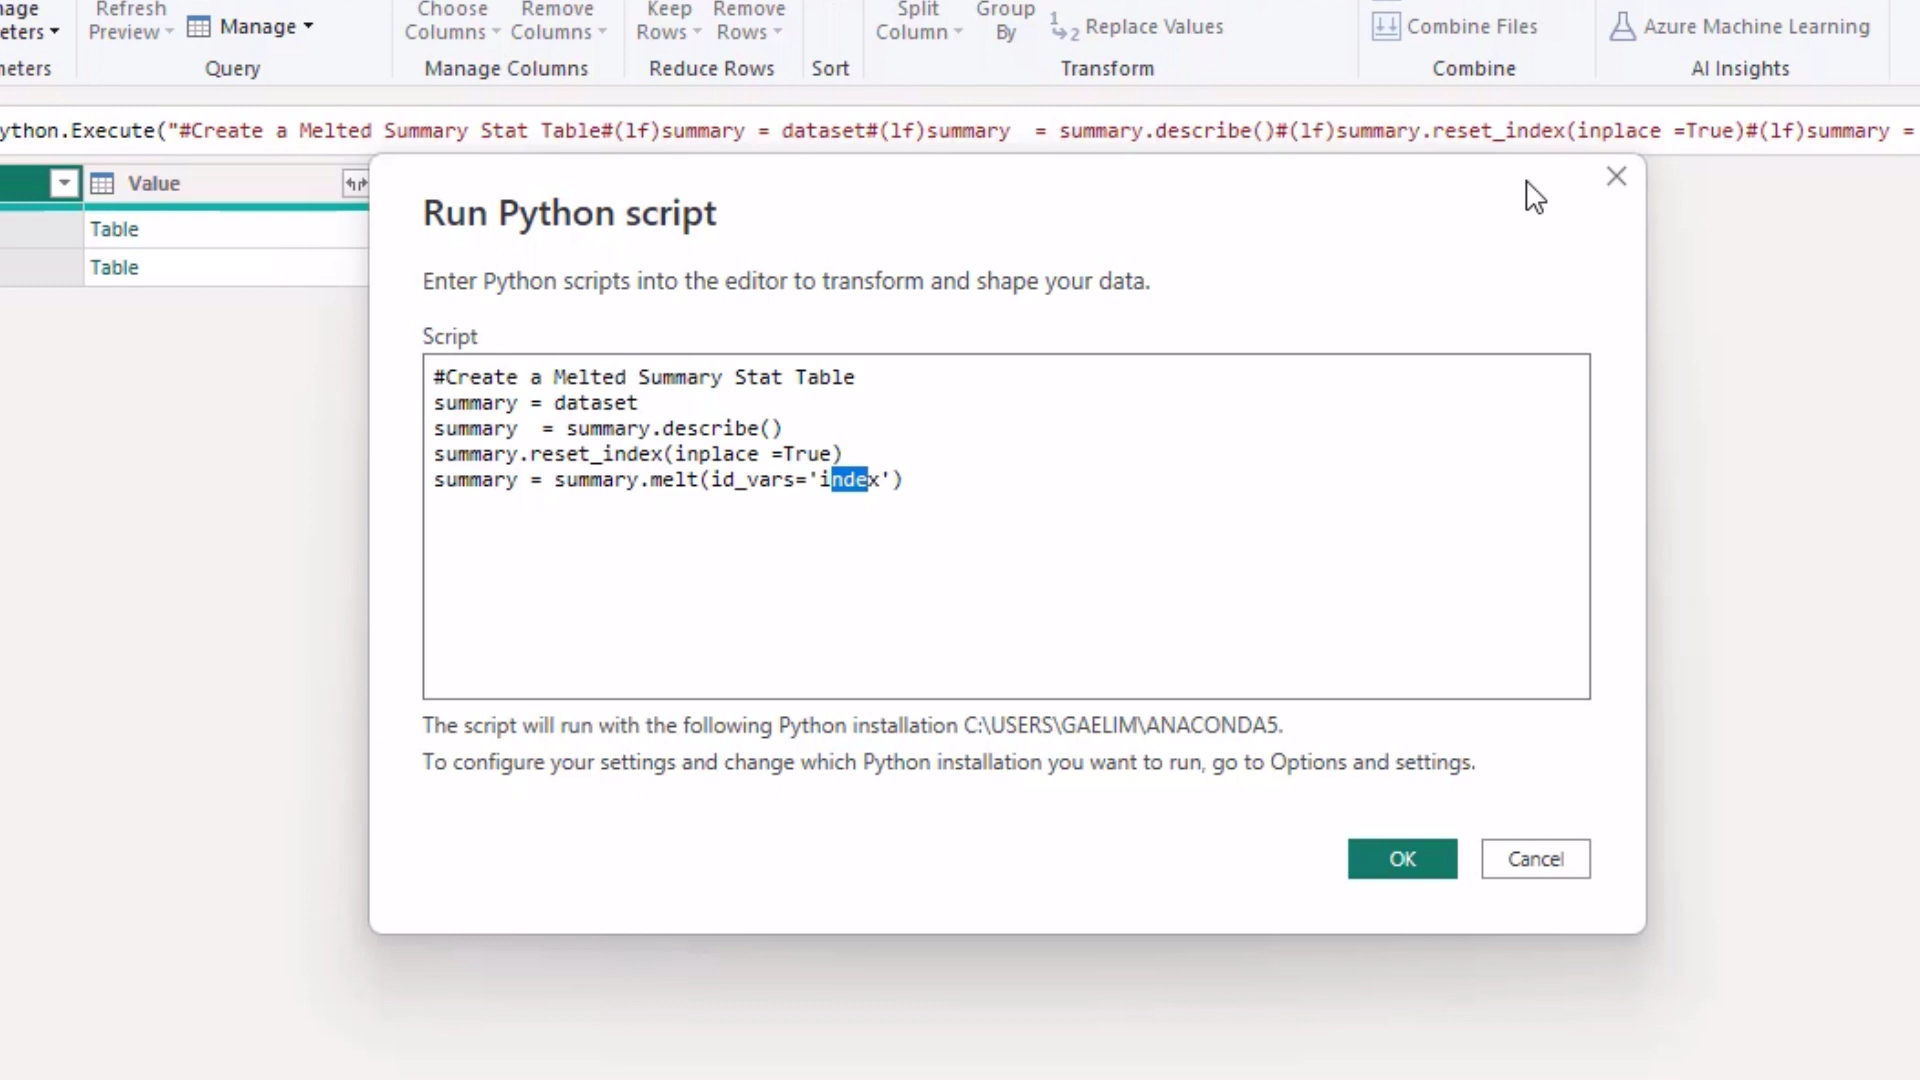 nage
eters
Refresh
Preview
Manage
Choose
Columns
Remove
Columns
Keep
Rows
Remove
Rows
Split
Column
Group
By
Replace Values
Combine Files
Azure Machine Learning
neters
Query
Manage Columns
Reduce Rows
Sort
Transform
Combine
AI Insights
ython.Execute("#Create a Melted Summary Stat Table#(lf)summary = dataset#(lf)summary  = summary.describe()#(lf)summary.reset_index(inplace =True)#(lf)summary =
Value
Table
Table
Run Python script
Enter Python scripts into the editor to transform and shape your data.
Script
#Create a Melted Summary Stat Table
summary = dataset
summary  = summary.describe()
summary.reset_index(inplace =True)
summary = summary.melt(id_vars='index')
The script will run with the following Python installation C:\USERS\GAELIM\ANACONDA5.
To configure your settings and change which Python installation you want to run, go to Options and settings.
OK
Cancel